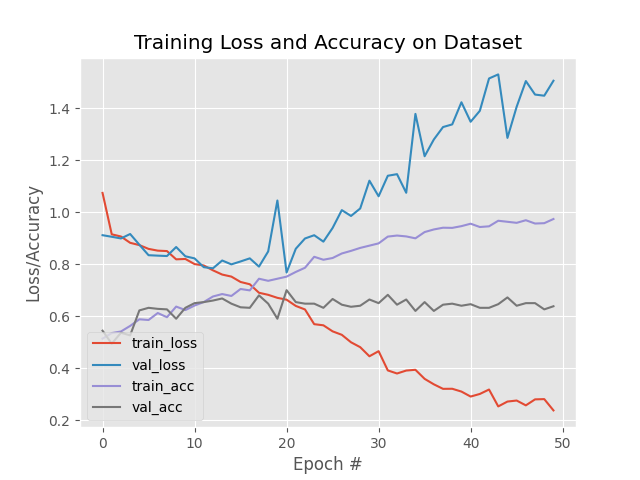 Training Loss and Accuracy on Dataset
Loss/Accuracy
1.4
1.2
1.0
0.8
0.6
0.4
0.2
train_loss
val_loss
train_acc
val_acc
0 10 20 30 40 50
Epoch #